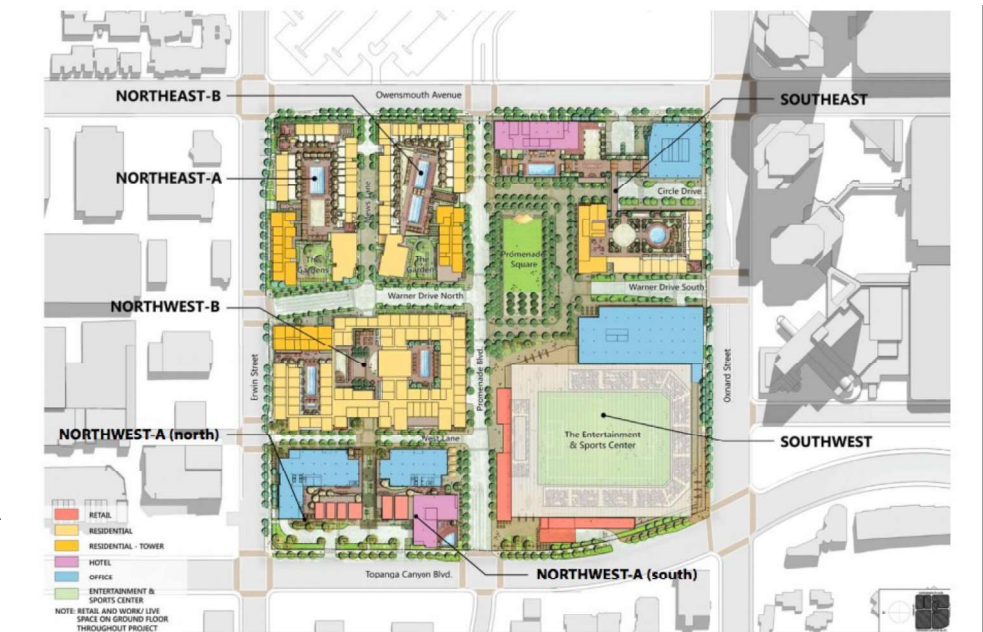 Owensmouth Avenue
NORTHEAST-B
SOUTHEAST
NORTHEAST-A
Circle Drive
The
Gardens
The
Garden
Promenade
Square
Warner Drive North
Warner Drive South
NORTHWEST-B
Erwin Street
Promenade Blvd.
Oxnard Street
NORTHWEST-A (north)
West Lane
The Entertainment
& Sports Center
SOUTHWEST
RETAIL
RESIDENTIAL
RESIDENTIAL - TOWER
HOTEL
OFFICE
ENTERTAINMENT &
SPORTS CENTER
NOTE: RETAIL AND WORK/ LIVE
SPACE ON GROUND FLOOR
THROUGHOUT PROJECT
Topanga Canyon Blvd.
NORTHWEST-A (south)